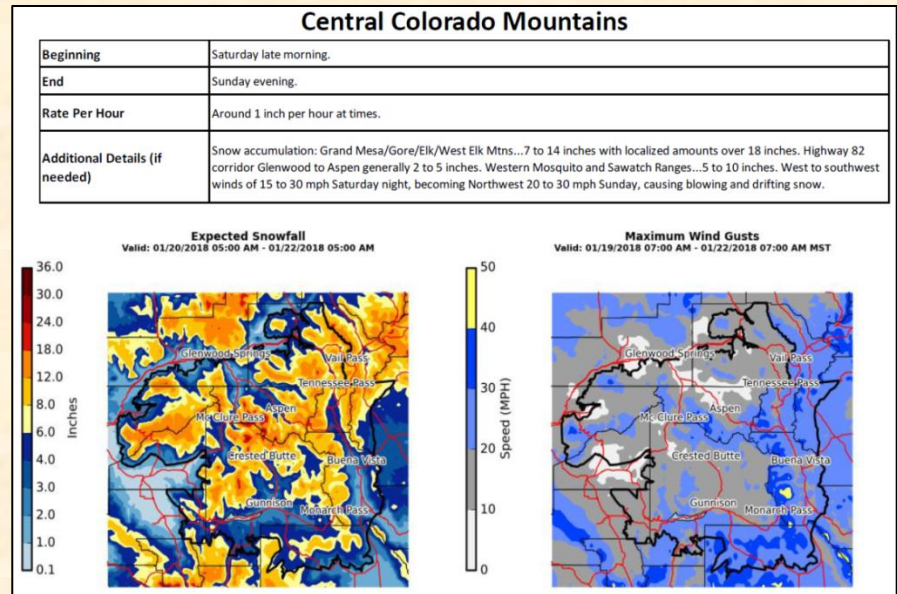 Central Colorado Mountains
Beginning
Saturday late morning.
End
Sunday evening.
Rate Per Hour
Around 1 inch per hour at times.
Additional Details (if
needed)
Snow accumulation: Grand Mesa/Gore/Elk/West Elk Mtns...7 to 14 inches with localized amounts over 18 inches. Highway 82
corridor Glenwood to Aspen generally 2 to 5 inches. Western Mosquito and Sawatch Ranges...5 to 10 inches. West to southwest
winds of 15 to 30 mph Saturday night, becoming Northwest 20 to 30 mph Sunday, causing blowing and drifting snow.
Expected Snowfall
Valid: 01/20/2018 05:00 AM - 01/22/2018 05:00 AM
36.0
30.0
24.0
18.0
12.0
8.0
6.0
4.0
3.0
2.0
1.0
0.1
Inches
Glenwood Springs
Vail Pass
Tennessee Pass
Aspen
Mc Clure Pass
Crested Butte
Buena Vista
Gunnison
Monarch Pass
Maximum Wind Gusts
Valid: 01/19/2018 07:00 AM - 01/22/2018 07:00 AM MST
50
40
30
20
10
0
Speed (MPH)
Glenwood Springs
Vail Pass
Tennessee Pass
Aspen
Mc Clure Pass
Crested Butte
Buena Vista
Gunnison
Monarch Pass